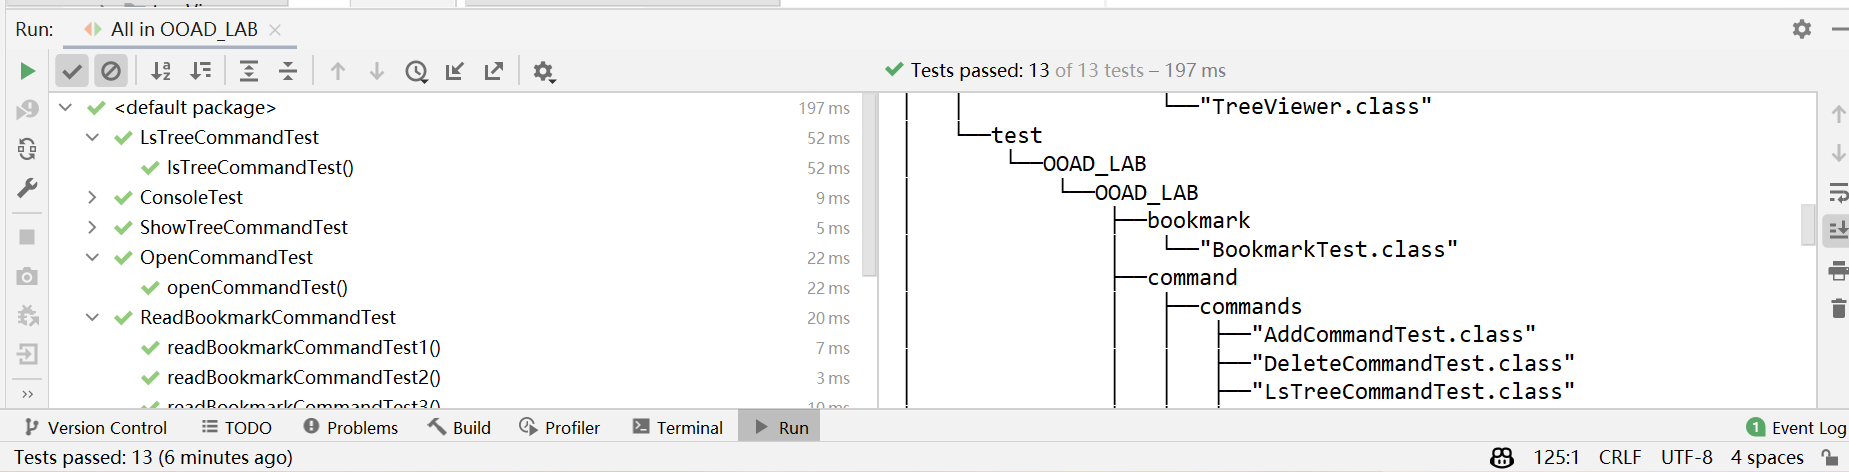 Run: All in OOAD_LAB
Tests passed: 13 of 13 tests – 197 ms
<default package> 197 ms
LsTreeCommandTest 52 ms
lsTreeCommandTest() 52 ms
ConsoleTest 9 ms
ShowTreeCommandTest 5 ms
OpenCommandTest 22 ms
openCommandTest() 22 ms
ReadBookmarkCommandTest 20 ms
readBookmarkCommandTest1() 7 ms
readBookmarkCommandTest2() 3 ms
readBookmarkCommandTest3() 10 ms
"TreeViewer.class"
test
OOAD_LAB
OOAD_LAB
bookmark
"BookmarkTest.class"
command
commands
"AddCommandTest.class"
"DeleteCommandTest.class"
"LsTreeCommandTest.class"
Version Control TODO Problems Build Profiler Terminal Run 1 Event Log
Tests passed: 13 (6 minutes ago) 125:1 CRLF UTF-8 4 spaces